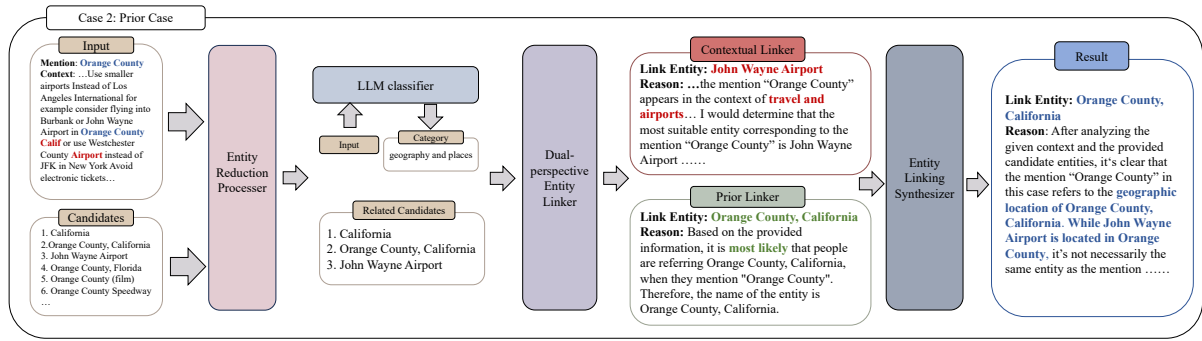 Case 2: Prior Case
Input
Mention: Orange County
Context: …Use smaller
airports Instead of Los
Angeles International for
example consider flying into
Burbank or John Wayne
Airport in Orange County
Calif or use Westchester
County Airport instead of
JFK in New York Avoid
electronic tickets…
Candidates
1. California
2.Orange County, California
3. John Wayne Airport
4. Orange County, Florida
5. Orange County (film)
6. Orange County Speedway
…
Entity
Reduction
Processer
LLM classifier
Input
Category
geography and places
Related Candidates
1. California
2. Orange County, California
3. John Wayne Airport
Dual-
perspective
Entity
Linker
Contextual Linker
Link Entity: John Wayne Airport
Reason: …the mention “Orange County”
appears in the context of travel and
airports… I would determine that the
most suitable entity corresponding to the
mention “Orange County” is John Wayne
Airport ……
Prior Linker
Link Entity: Orange County, California
Reason: Based on the provided
information, it is most likely that people
are referring Orange County, California,
when they mention "Orange County".
Therefore, the name of the entity is
Orange County, California.
Entity
Linking
Synthesizer
Result
Link Entity: Orange County,
California
Reason: After analyzing the
given context and the provided
candidate entities, it‘s clear that
the mention “Orange County” in
this case refers to the geographic
location of Orange County,
California. While John Wayne
Airport is located in Orange
County, it’s not necessarily the
same entity as the mention ……